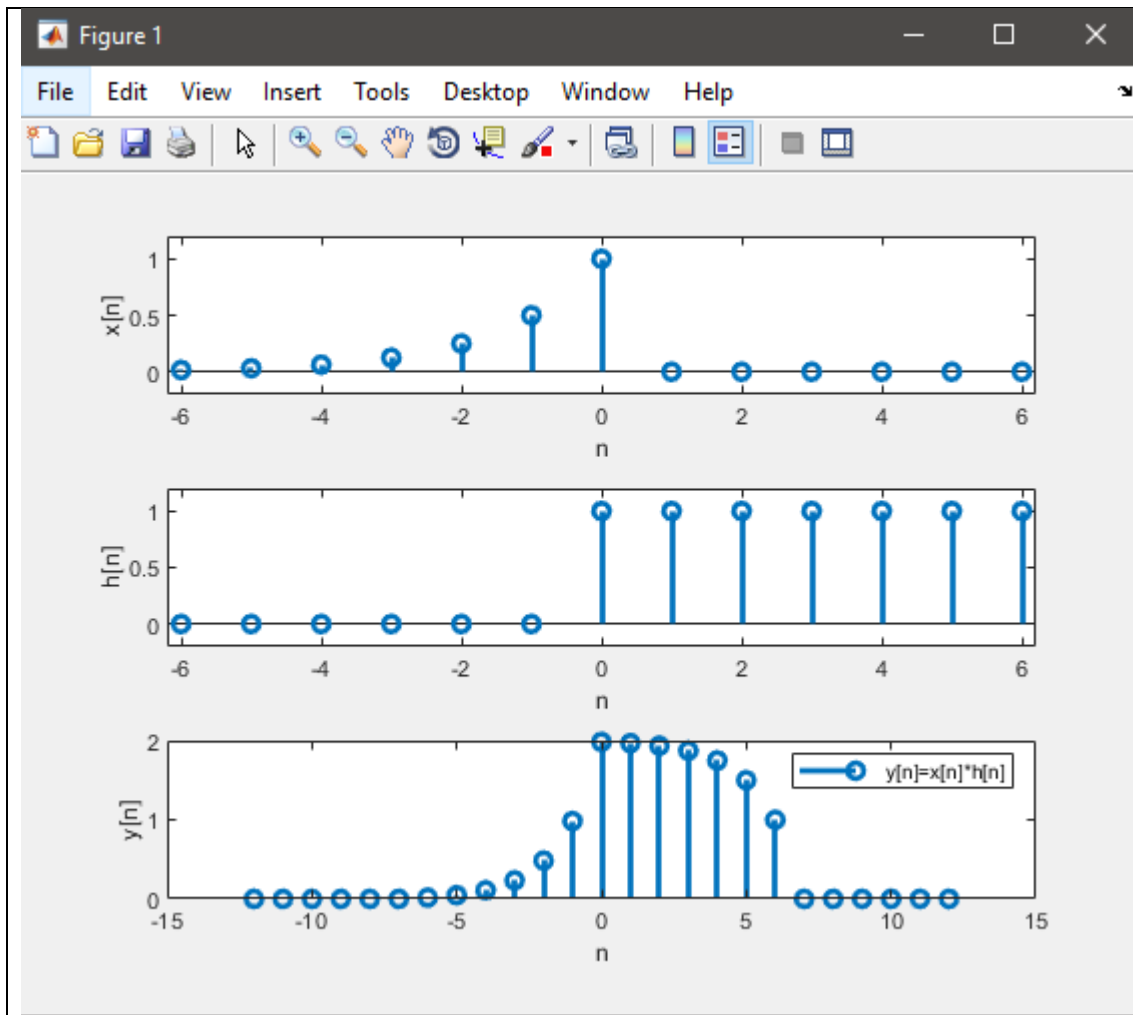 Figure 1
File Edit View Insert Tools Desktop Window Help
1
0.5
0
x[n]
-6 -4 -2 0 2 4 6
n
1
0.5
0
h[n]
-6 -4 -2 0 2 4 6
n
2
1
0
y[n]
y[n]=x[n]*h[n]
-15 -10 -5 0 5 10 15
n